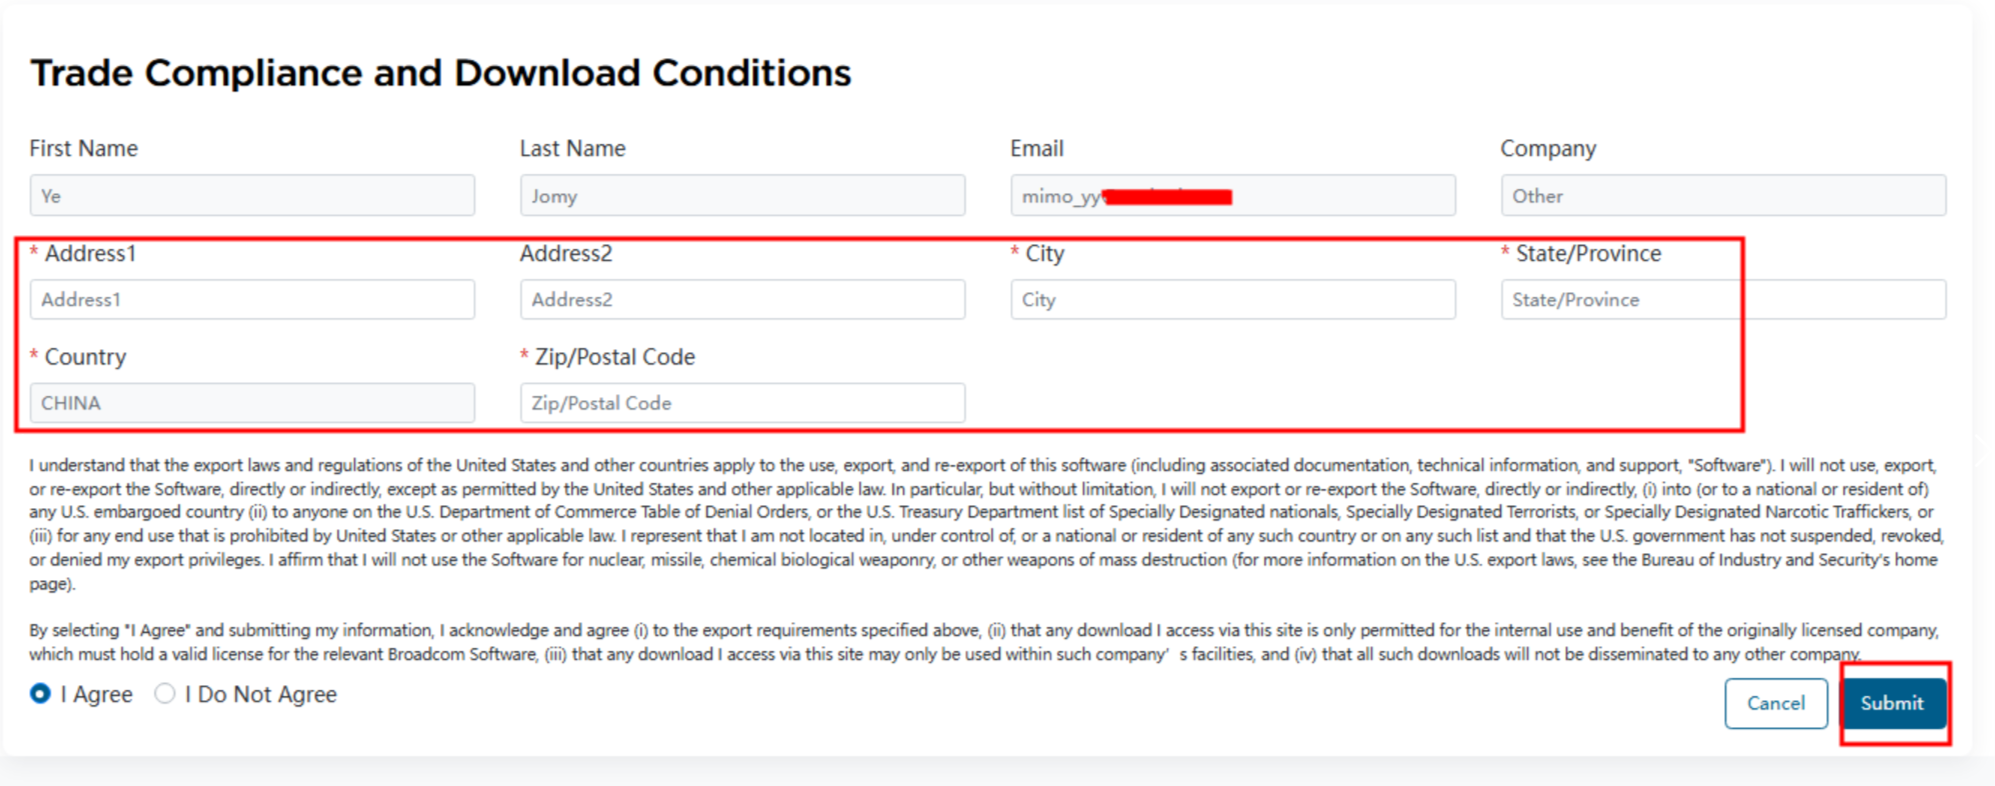 Trade Compliance and Download Conditions
First Name Last Name Email Company
Ye Jomy mimo_yy Other
* Address1 Address2 * City * State/Province
Address1 Address2 City State/Province
* Country * Zip/Postal Code
CHINA Zip/Postal Code
I understand that the export laws and regulations of the United States and other countries apply to the use, export, and re-export of this software (including associated documentation, technical information, and support, "Software"). I will not use, export,
or re-export the Software, directly or indirectly, except as permitted by the United States and other applicable law. In particular, but without limitation, I will not export or re-export the Software, directly or indirectly, (i) into (or to a national or resident of)
any U.S. embargoed country (ii) to anyone on the U.S. Department of Commerce Table of Denial Orders, or the U.S. Treasury Department list of Specially Designated nationals, Specially Designated Terrorists, or Specially Designated Narcotic Traffickers, or
(iii) for any end use that is prohibited by United States or other applicable law. I represent that I am not located in, under control of, or a national or resident of any such country or on any such list and that the U.S. government has not suspended, revoked,
or denied my export privileges. I affirm that I will not use the Software for nuclear, missile, chemical biological weaponry, or other weapons of mass destruction (for more information on the U.S. export laws, see the Bureau of Industry and Security's home
page).
By selecting "I Agree" and submitting my information, I acknowledge and agree (i) to the export requirements specified above, (ii) that any download I access via this site is only permitted for the internal use and benefit of the originally licensed company,
which must hold a valid license for the relevant Broadcom Software, (iii) that any download I access via this site may only be used within such company’s facilities, and (iv) that all such downloads will not be disseminated to any other company.
I Agree I Do Not Agree
Cancel Submit